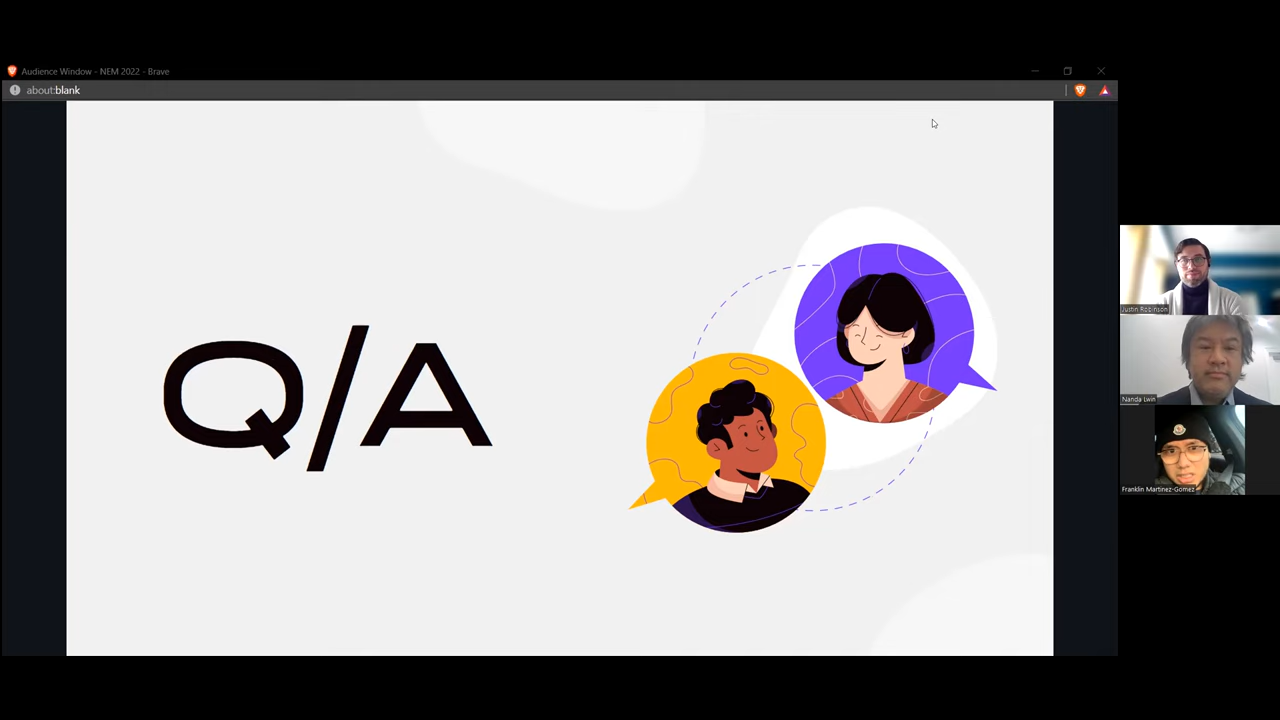 Audience Window - NEM 2022 - Brave
about:blank
Q/A
Justin Robinson
Nanda Lwin
Franklin Martinez-Gomez